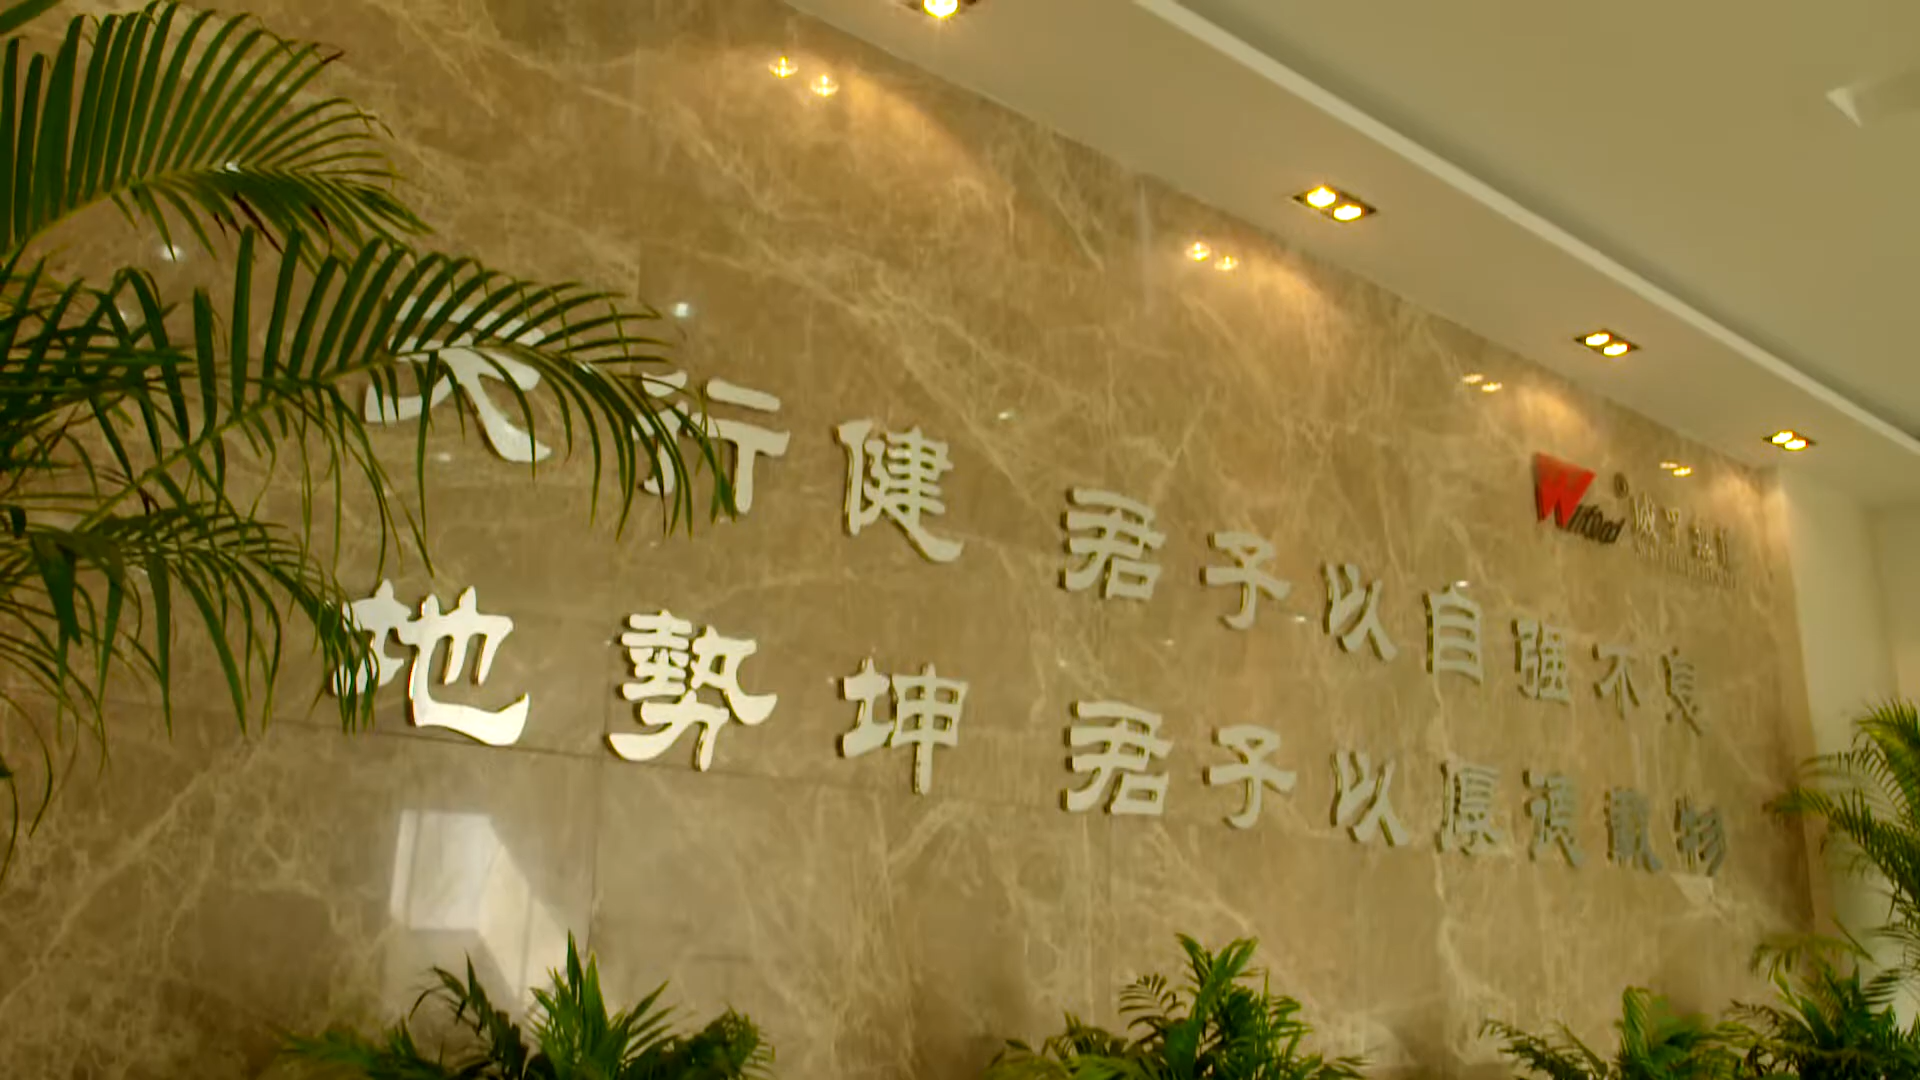 天行健 君子以自强不息
地勢坤 君子以厚德載物
®